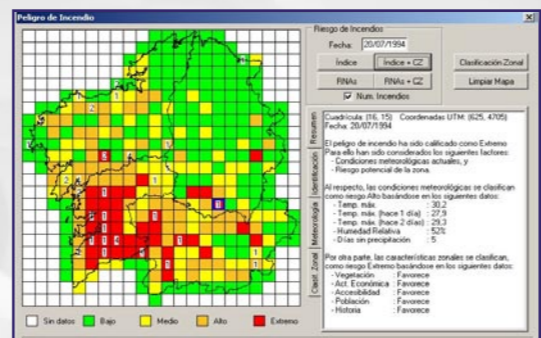 Peligro de Incendio
Riesgo de Incendios
Fecha: 20/07/1994
Índice
Índice + CZ
Clasificación Zonal
RNAs
RNAs + CZ
Limpiar Mapa
Num. Incendios
Resumen
Identificación
Meteorología
Clasif. Zonal
Cuadrícula: (16, 15) Coordenadas UTM: (625, 4705)
Fecha: 20/07/1994
El peligro de incendio ha sido calificado como Extremo
Para ello han sido considerados los siguientes factores:
- Condiciones meteorológicas actuales, y
- Riesgo potencial de la zona.
Al respecto, las condiciones meteorológicas se clasifican
como riesgo Alto basándose en los siguientes datos:
- Temp. máx. : 30,2
- Temp. máx. (hace 1 día) : 27,9
- Temp. máx. (hace 2 días) : 29,3
- Humedad Relativa : 52%
- Días sin precipitación : 5
Por otra parte, las características zonales se clasifican,
como riesgo Extremo basándose en los siguientes datos:
- Vegetación : Favorece
- Act. Económica : Favorece
- Accesibilidad : Favorece
- Población : Favorece
- Historia : Favorece
Sin datos
Bajo
Medio
Alto
Extremo